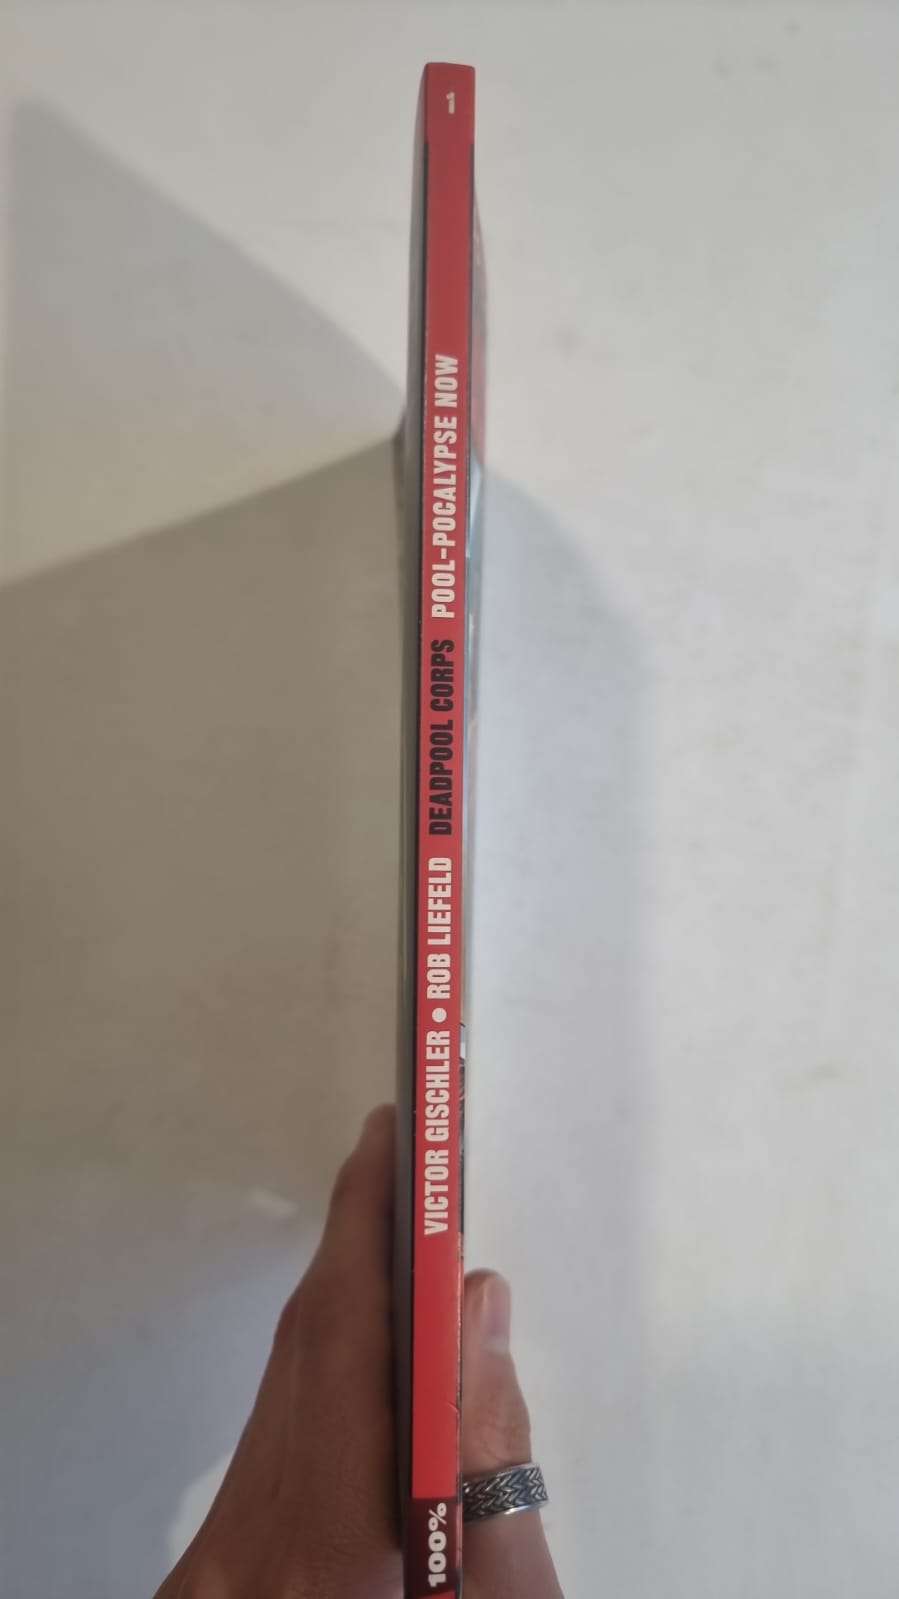 1
VICTOR GISCHLER • ROB LIEFELD DEADPOOL CORPS POOL-POCALYPSE NOW
100%